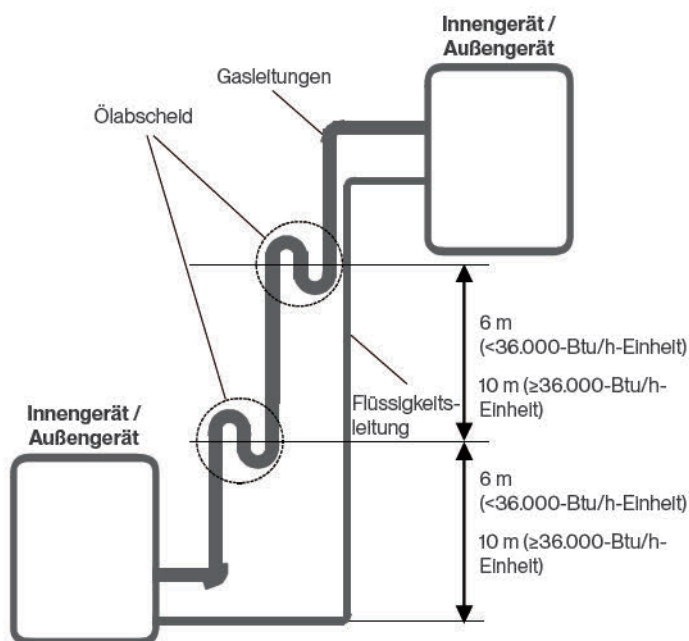 Innengerät /
Außengerät
Gasleitungen
Ölabscheid
6 m
(<36.000-Btu/h-Einheit)
10 m (≥36.000-Btu/h-
Einheit)
Flüssigkeits-
leitung
Innengerät /
Außengerät
6 m
(<36.000-Btu/h-Einheit)
10 m (≥36.000-Btu/h-
Einheit)